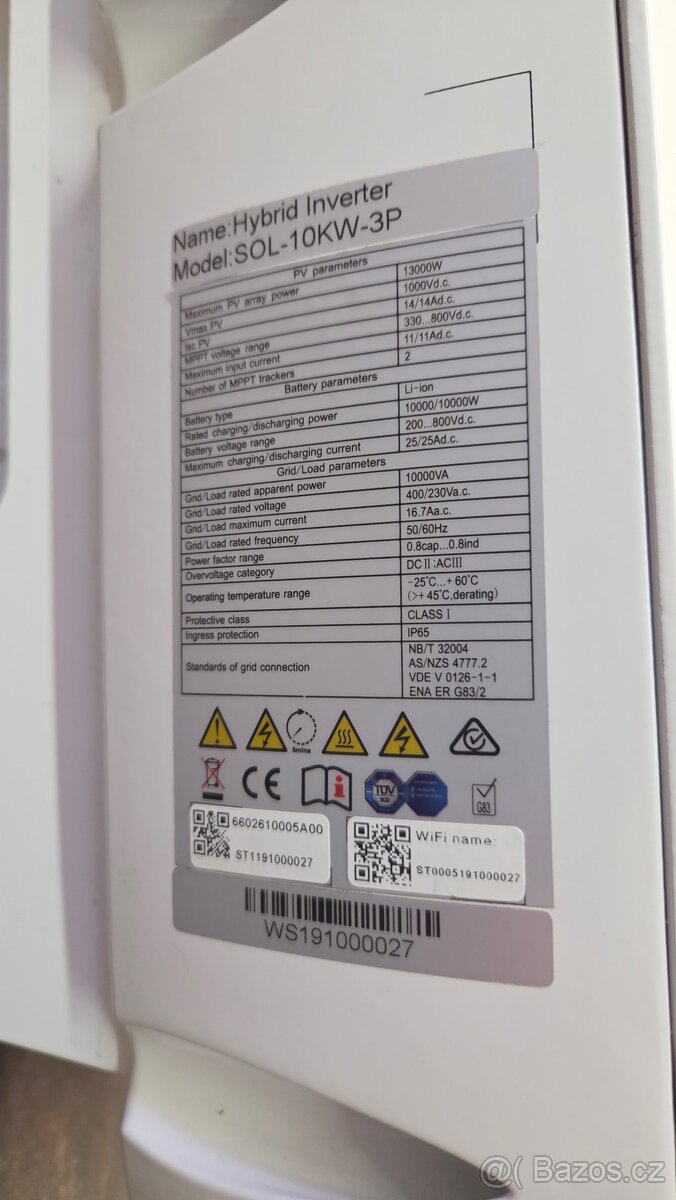 Name:Hybrid Inverter
Model:SOL-10KW-3P
PV parameters
Maximum PV array power 13000W
Vmax PV 1000Vd.c.
Isc PV 14/14Ad.c.
MPPT voltage range 330...800Vd.c.
Maximum input current 11/11Ad.c.
Number of MPPT trackers 2
Battery parameters
Battery type Li-ion
Rated charging/discharging power 10000/10000W
Battery voltage range 200...800Vd.c.
Maximum charging/discharging current 25/25Ad.c.
Grid/Load parameters
Grid/Load rated apparent power 10000VA
Grid/Load rated voltage 400/230Va.c.
Grid/Load maximum current 16.7Aa.c.
Grid/Load rated frequency 50/60Hz
Power factor range 0.8cap...0.8ind
Overvoltage category DCⅡ;ACⅢ
Operating temperature range -25℃...+60℃
(>+45℃,derating)
Protective class CLASS Ⅰ
Ingress protection IP65
Standards of grid connection NB/T 32004
AS/NZS 4777.2
VDE V 0126-1-1
ENA ER G83/2
5mins
CE
TÜV
SÜD
G83
6602610005A00
ST1191000027
WiFi name:
ST0005191000027
WS191000027
@( Bazos.cz